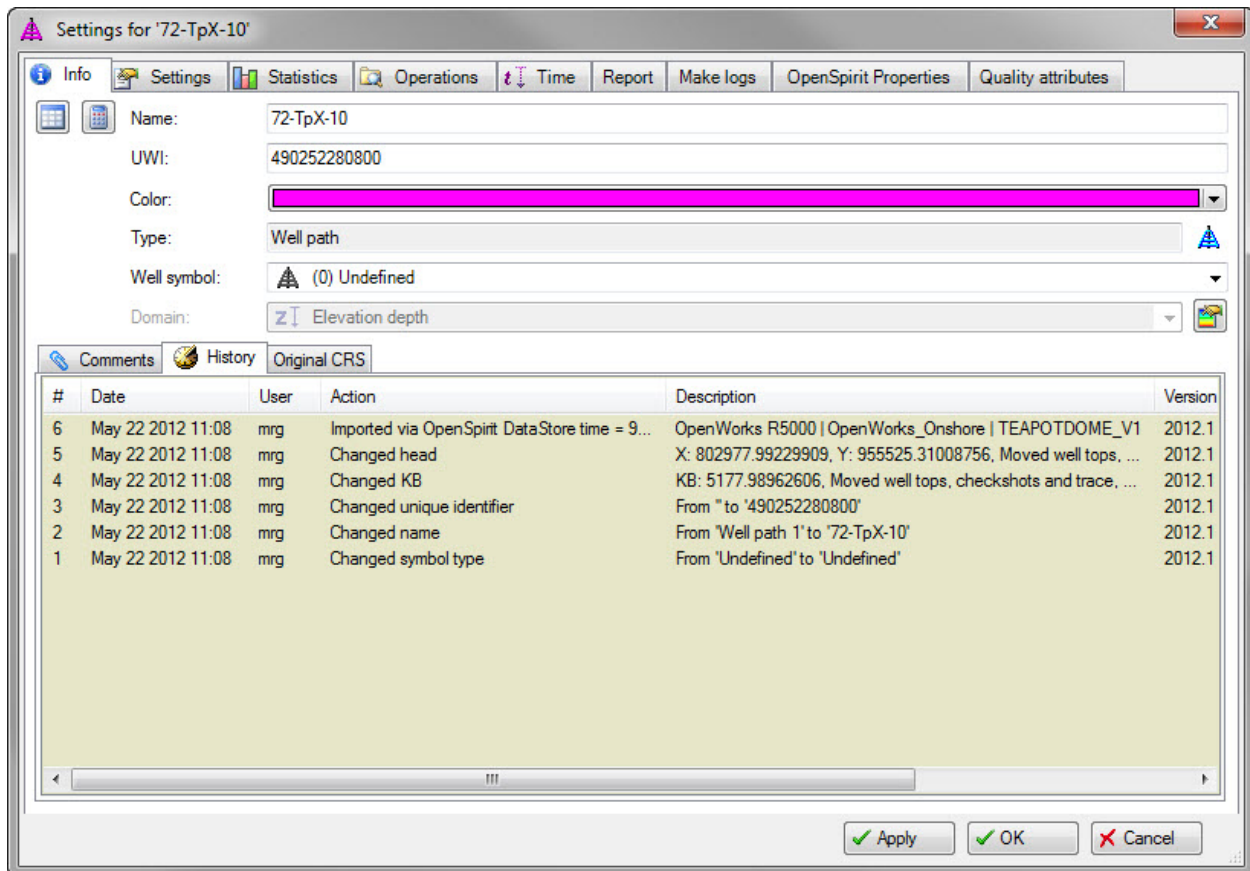 Settings for '72-TpX-10'
Info Settings Statistics Operations Time Report Make logs OpenSpirit Properties Quality attributes
Name: 72-TpX-10
UWI: 490252280800
Color:
Type: Well path
Well symbol: (0) Undefined
Domain: Elevation depth
Comments History Original CRS
# Date User Action Description Version
6 May 22 2012 11:08 mrg Imported via OpenSpirit DataStore time = 9... OpenWorks R5000 | OpenWorks_Onshore | TEAPOTDOME_V1 2012.1
5 May 22 2012 11:08 mrg Changed head X: 802977.99229909, Y: 955525.31008756, Moved well tops, ... 2012.1
4 May 22 2012 11:08 mrg Changed KB KB: 5177.98962606, Moved well tops, checkshots and trace, ... 2012.1
3 May 22 2012 11:08 mrg Changed unique identifier From '' to '490252280800' 2012.1
2 May 22 2012 11:08 mrg Changed name From 'Well path 1' to '72-TpX-10' 2012.1
1 May 22 2012 11:08 mrg Changed symbol type From 'Undefined' to 'Undefined' 2012.1
Apply OK Cancel